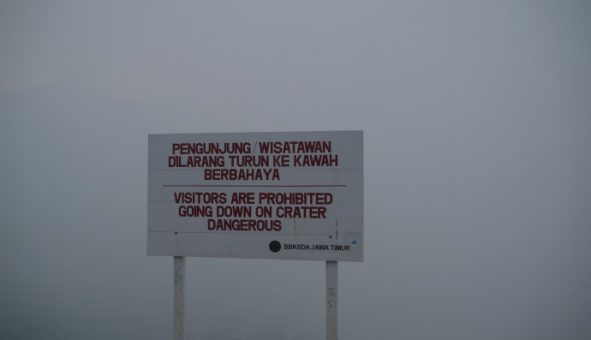 PENGUNJUNG/WISATAWAN
DILARANG TURUN KE KAWAH
BERBAHAYA
VISITORS ARE PROHIBITED
GOING DOWN ON CRATER
DANGEROUS
BBKSDA JAWA TIMUR